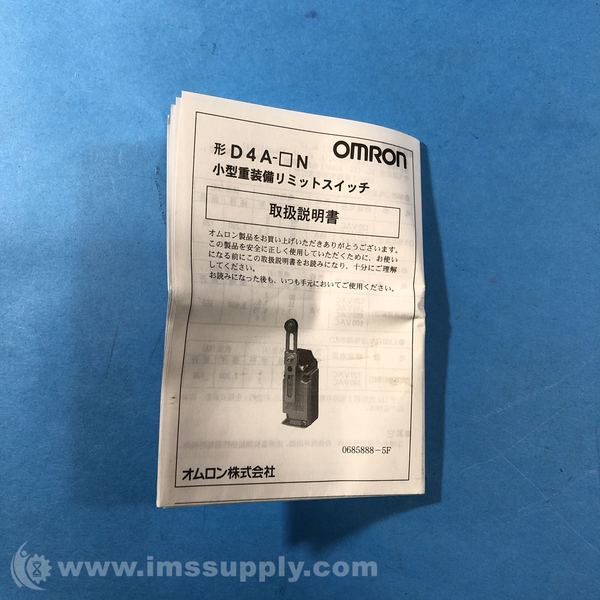 形 D4A-□N
OMRON
小型重装備リミットスイッチ
取扱説明書
オムロン製品をお買い上げいただきありがとうございます。
この製品を安全に正しく使用していただくために、お使い
になる前にこの取扱説明書をお読みになり、十分にご理解
してください。
お読みになった後も、いつも手元においてご使用ください。
0685888-5F
オムロン株式会社
www.imssupply.com